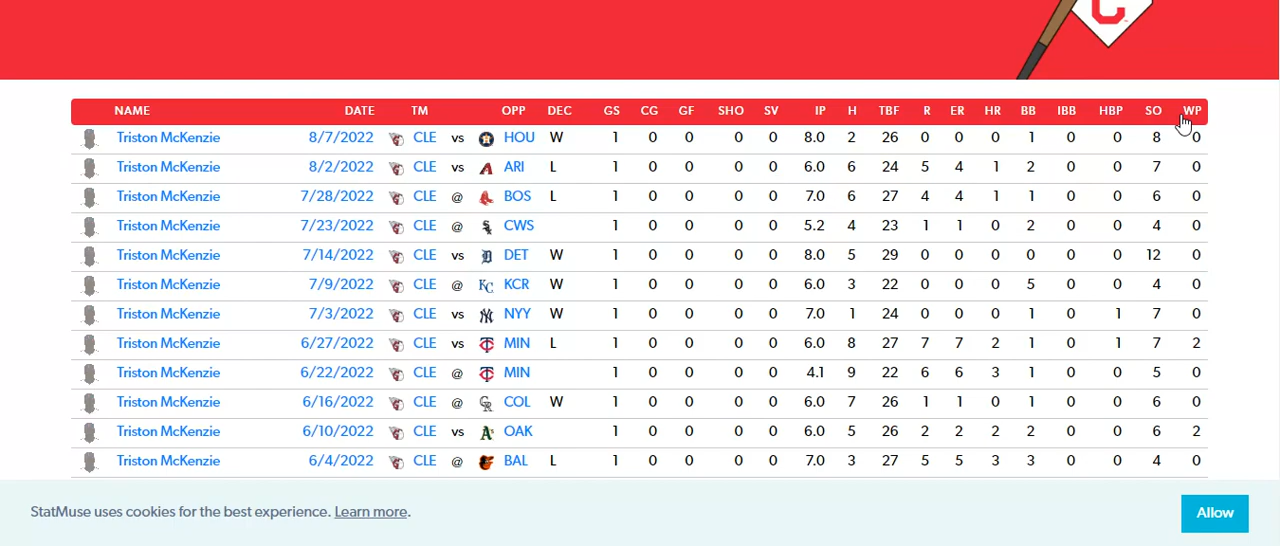 NAME DATE TM OPP DEC GS CG GF SHO SV IP H TBF R ER HR BB IBB HBP SO WP
Triston McKenzie 8/7/2022 CLE vs HOU W 1 0 0 0 0 8.0 2 26 0 0 0 1 0 0 8 0
Triston McKenzie 8/2/2022 CLE vs ARI L 1 0 0 0 0 6.0 6 24 5 4 1 2 0 0 7 0
Triston McKenzie 7/28/2022 CLE @ BOS L 1 0 0 0 0 7.0 6 27 4 4 1 1 0 0 6 0
Triston McKenzie 7/23/2022 CLE @ CWS 1 0 0 0 0 5.2 4 23 1 1 0 2 0 0 4 0
Triston McKenzie 7/14/2022 CLE vs DET W 1 0 0 0 0 8.0 5 29 0 0 0 0 0 0 12 0
Triston McKenzie 7/9/2022 CLE @ KCR W 1 0 0 0 0 6.0 3 22 0 0 0 5 0 0 4 0
Triston McKenzie 7/3/2022 CLE vs NYY W 1 0 0 0 0 7.0 1 24 0 0 0 1 0 1 7 0
Triston McKenzie 6/27/2022 CLE vs MIN L 1 0 0 0 0 6.0 8 27 7 7 2 1 0 1 7 2
Triston McKenzie 6/22/2022 CLE @ MIN 1 0 0 0 0 4.1 9 22 6 6 3 1 0 0 5 0
Triston McKenzie 6/16/2022 CLE @ COL W 1 0 0 0 0 6.0 7 26 1 1 0 1 0 0 6 0
Triston McKenzie 6/10/2022 CLE vs OAK 1 0 0 0 0 6.0 5 26 2 2 2 2 0 0 6 2
Triston McKenzie 6/4/2022 CLE @ BAL L 1 0 0 0 0 7.0 3 27 5 5 3 3 0 0 4 0
StatMuse uses cookies for the best experience. Learn more.
Allow